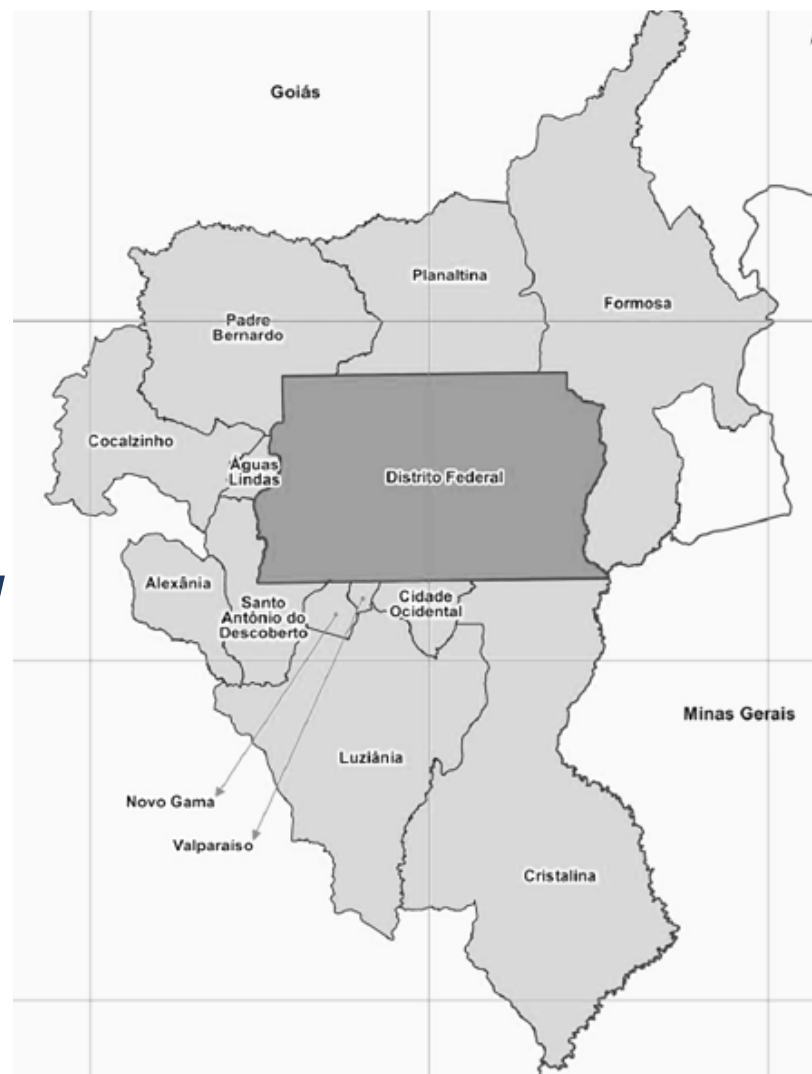 Goiás
Planaltina
Formosa
Padre
Bernardo
Cocalzinho
Águas
Lindas
Distrito Federal
Alexânia
Santo
Antônio do
Descoberto
Cidade
Ocidental
Minas Gerais
Luziânia
Novo Gama
Valparaiso
Cristalina